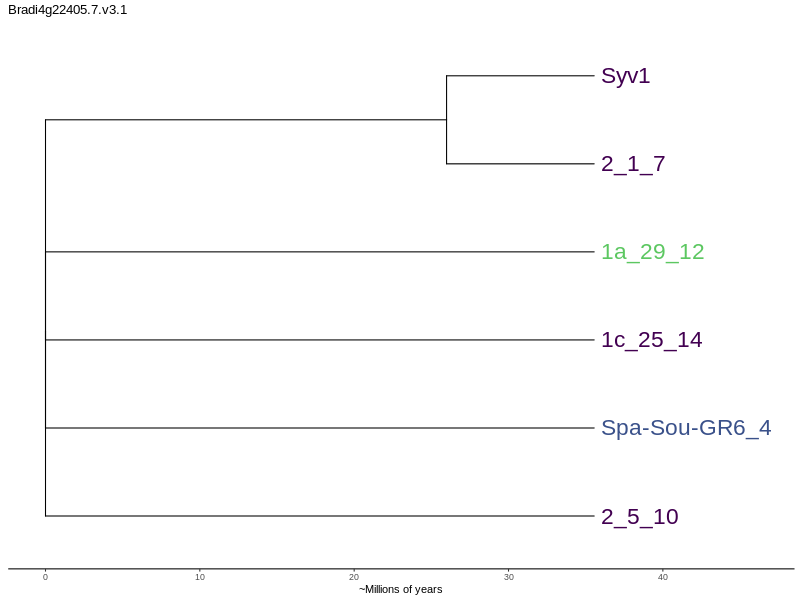 Bradi4g22405.7.v3.1
Syv1
2_1_7
1a_29_12
1c_25_14
Spa-Sou-GR6_4
2_5_10
0 10 20 30 40
~Millions of years